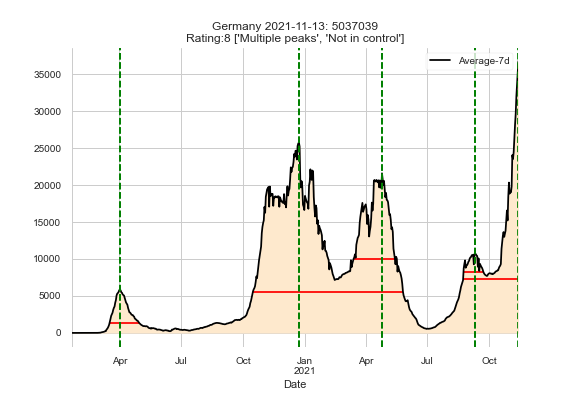 Germany 2021-11-13: 5037039
Rating:8 ['Multiple peaks', 'Not in control']
Average-7d
35000
30000
25000
20000
15000
10000
5000
0
Apr Jul Oct Jan Apr Jul Oct
2021
Date